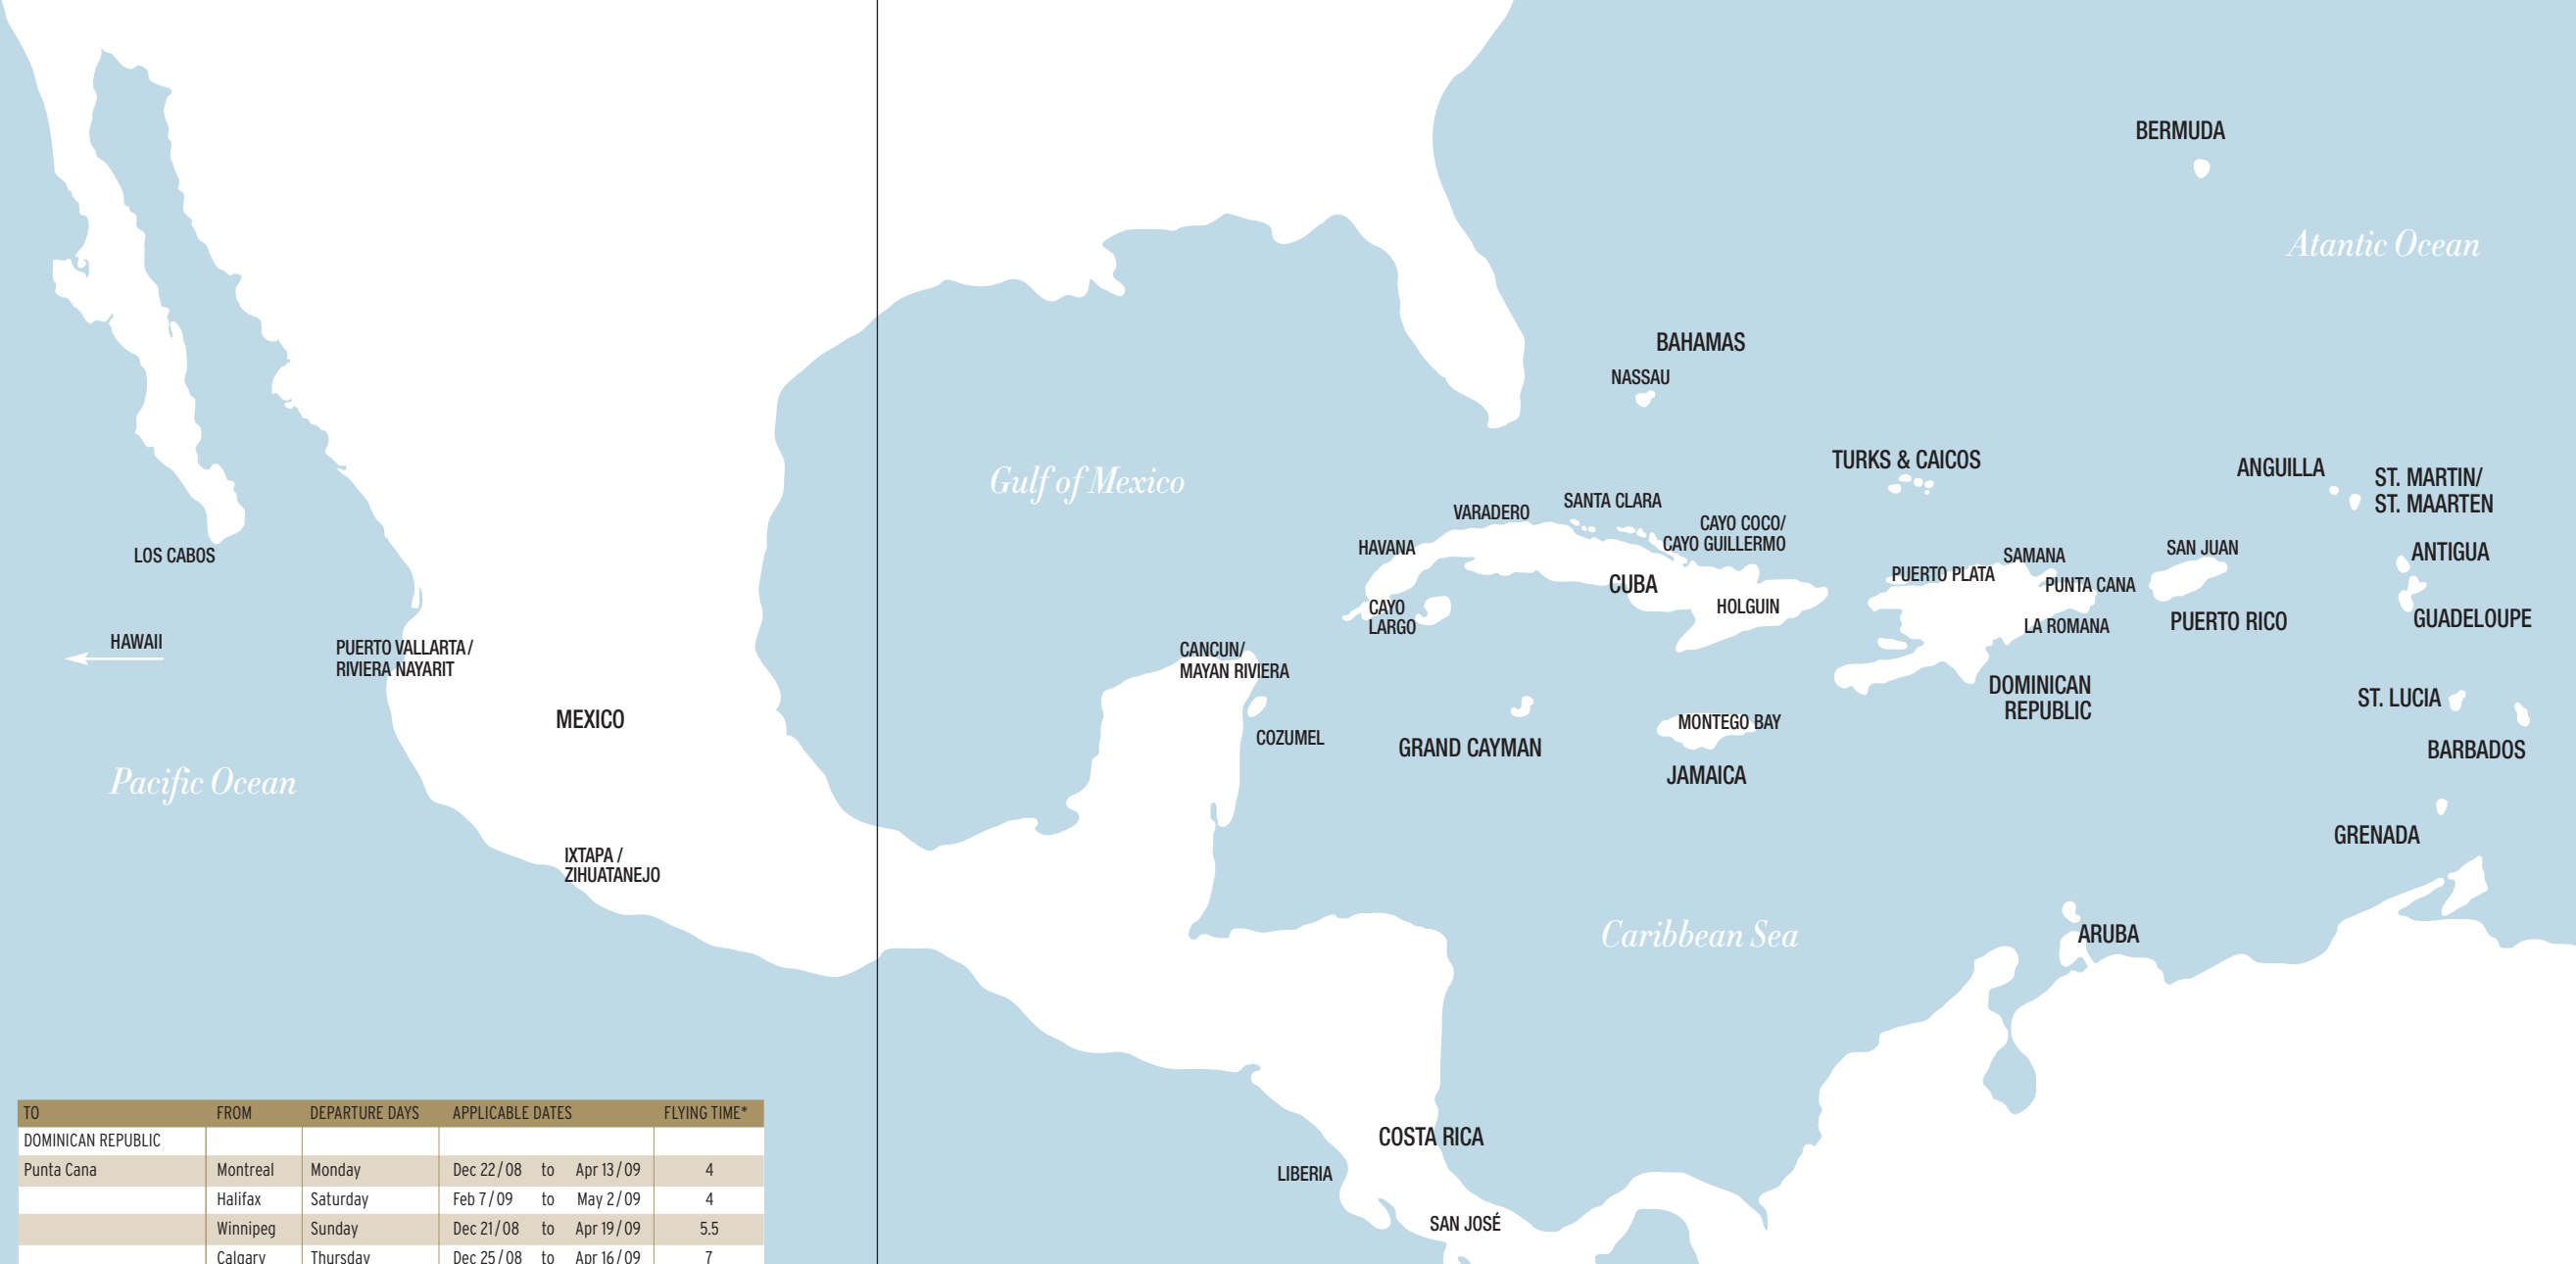 BERMUDA
Atantic Ocean
BAHAMAS
NASSAU
Gulf of Mexico
TURKS & CAICOS
ANGUILLA
ST. MARTIN/
ST. MAARTEN
VARADERO
SANTA CLARA
CAYO COCO/
CAYO GUILLERMO
HAVANA
LOS CABOS
SAMANA
SAN JUAN
ANTIGUA
CUBA
PUERTO PLATA
PUNTA CANA
HOLGUIN
CAYO
LARGO
LA ROMANA
PUERTO RICO
GUADELOUPE
HAWAII
PUERTO VALLARTA /
RIVIERA NAYARIT
CANCUN/
MAYAN RIVIERA
DOMINICAN
REPUBLIC
ST. LUCIA
MEXICO
COZUMEL
GRAND CAYMAN
MONTEGO BAY
JAMAICA
BARBADOS
Pacific Ocean
GRENADA
IXTAPA /
ZIHUATANEJO
Caribbean Sea
ARUBA
COSTA RICA
LIBERIA
SAN JOSÉ
TO FROM DEPARTURE DAYS APPLICABLE DATES FLYING TIME*
DOMINICAN REPUBLIC
Punta Cana Montreal Monday Dec 22 / 08 to Apr 13 / 09 4
Halifax Saturday Feb 7 / 09 to May 2 / 09 4
Winnipeg Sunday Dec 21 / 08 to Apr 19 / 09 5.5
Calgary Thursday Dec 25 / 08 to Apr 16 / 09 7